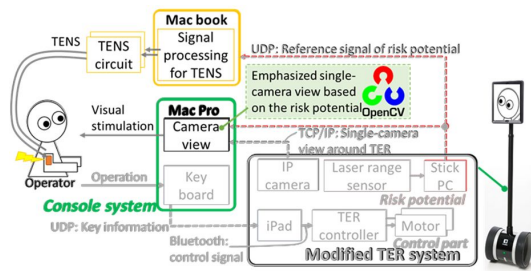 Mac book
TENS
TENS
circuit
Signal
processing
for TENS
UDP: Reference signal of risk potential
Emphasized single-
camera view based
on the risk potential
OpenCV
Mac Pro
Visual
stimulation
Camera
view
TCP/IP: Single-camera
view around TER
Operator
Operation
Key
board
IP
camera
Laser range
sensor
Stick
PC
Console system
Risk potential
UDP: Key information
iPad
TER
controller
Motor
Bluetooth:
control signal
Control part
Modified TER system